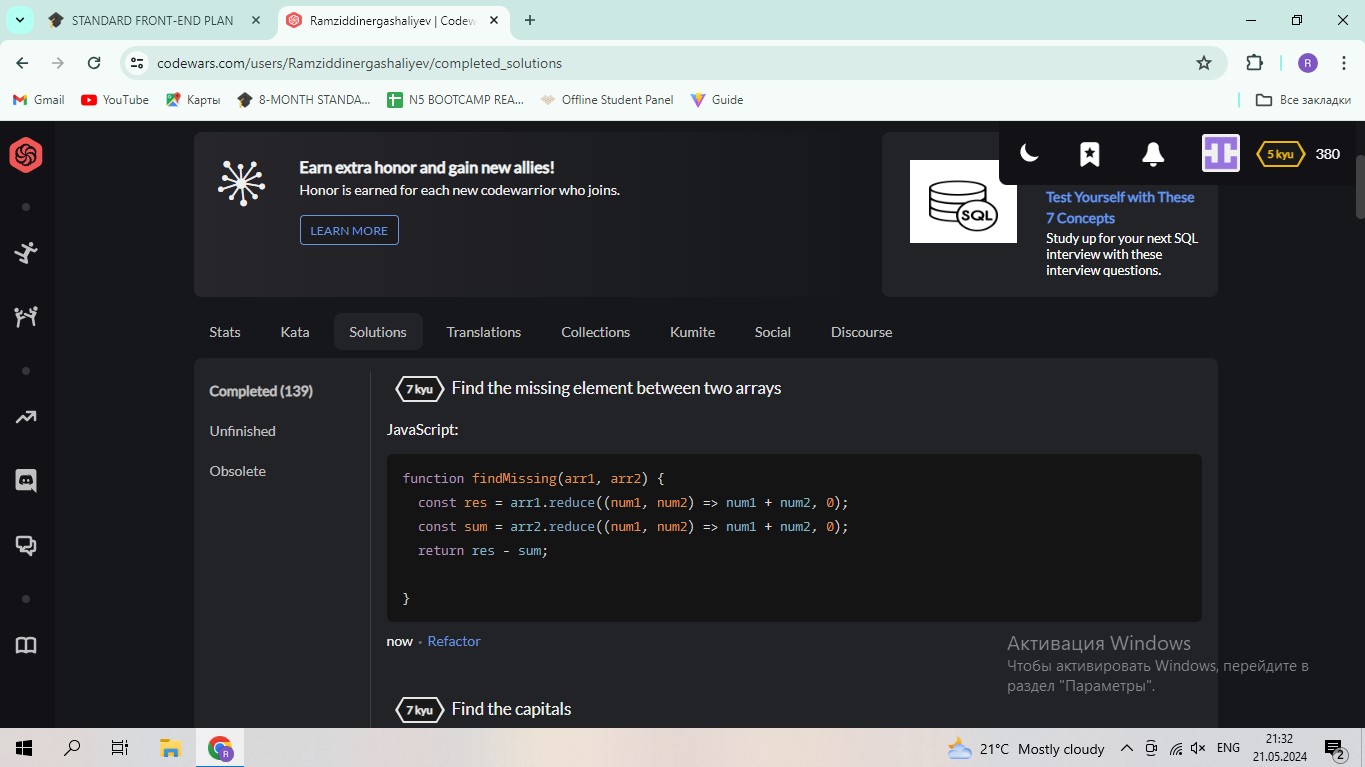 STANDARD FRONT-END PLAN
Ramziddinergashaliyev | Codew
codewars.com/users/Ramziddinergashaliyev/completed_solutions
R
Gmail
YouTube
Карты
8-MONTH STANDA...
N5 BOOTCAMP REA...
Offline Student Panel
Guide
Все закладки
Earn extra honor and gain new allies!
Honor is earned for each new codewarrior who joins.
LEARN MORE
SQL
5 kyu
380
Test Yourself with These
7 Concepts
Study up for your next SQL
interview with these
interview questions.
Stats
Kata
Solutions
Translations
Collections
Kumite
Social
Discourse
Completed (139)
Unfinished
Obsolete
7 kyu
Find the missing element between two arrays
JavaScript:
function findMissing(arr1, arr2) {
  const res = arr1.reduce((num1, num2) => num1 + num2, 0);
  const sum = arr2.reduce((num1, num2) => num1 + num2, 0);
  return res - sum;
}
now • Refactor
7 kyu
Find the capitals
Активация Windows
Чтобы активировать Windows, перейдите в
раздел "Параметры".
R
21°C Mostly cloudy
ENG
21:32
21.05.2024
2